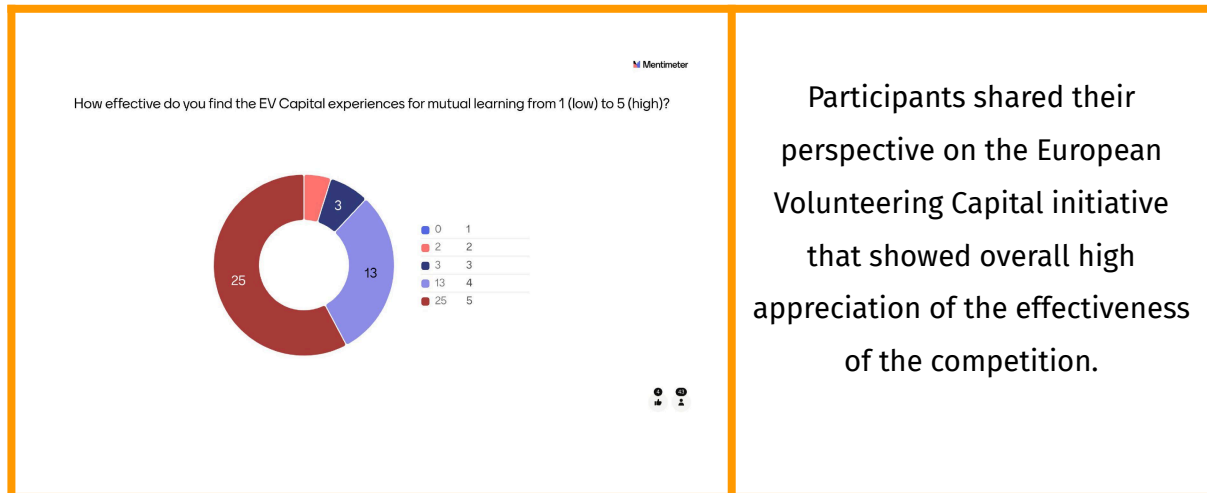 Mentimeter
How effective do you find the EV Capital experiences for mutual learning from 1 (low) to 5 (high)?
3
25
13
0 1
2 2
3 3
13 4
25 5
4 43
Participants shared their
perspective on the European
Volunteering Capital initiative
that showed overall high
appreciation of the effectiveness
of the competition.